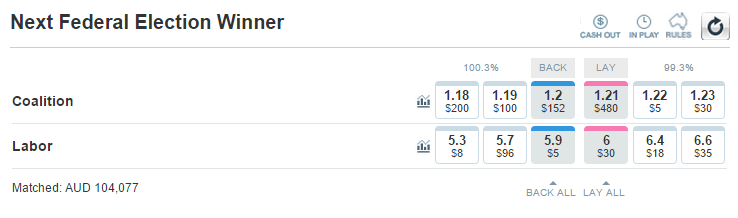 Next Federal Election Winner
CASH OUT IN PLAY RULES
100.3% BACK LAY 99.3%
Coalition 1.18 1.19 1.2 1.21 1.22 1.23
$200 $100 $152 $480 $5 $30
Labor 5.3 5.7 5.9 6 6.4 6.6
$8 $96 $5 $30 $18 $35
Matched: AUD 104,077
BACK ALL LAY ALL